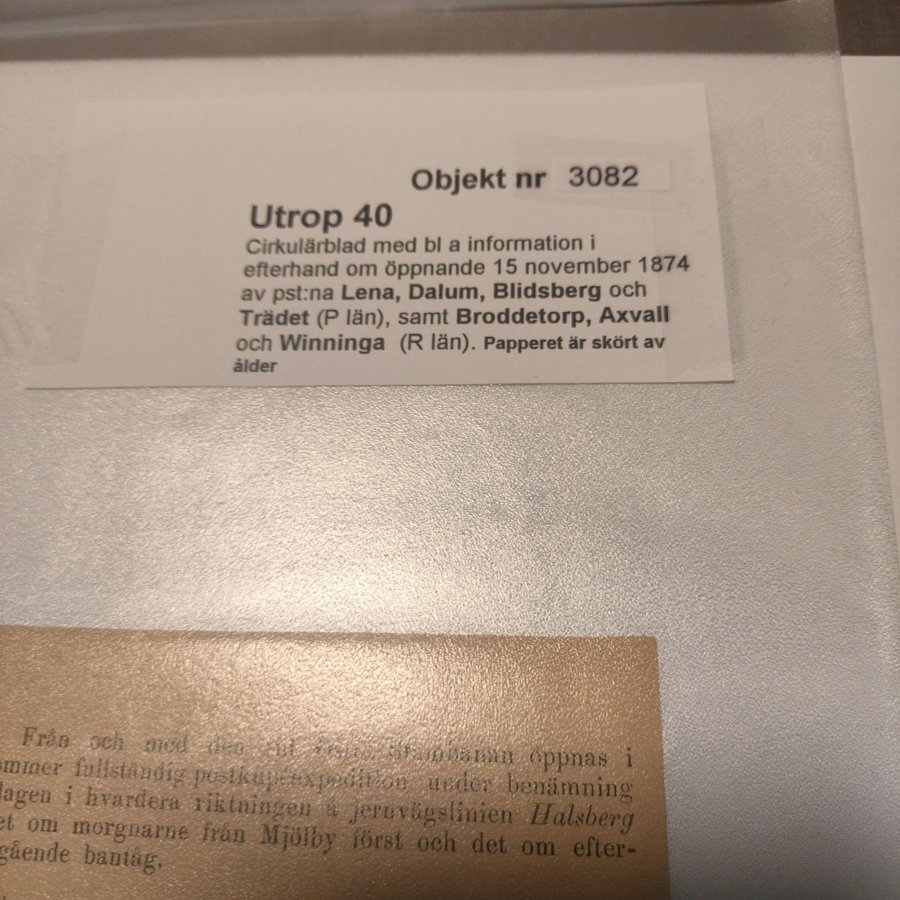 Objekt nr 3082
Utrop 40
Cirkulärblad med bl a information i
efterhand om öppnande 15 november 1874
av pst:na Lena, Dalum, Blidsberg och
Trädet (P län), samt Broddetorp, Axvall
och Winninga (R län). Papperet är skört av
ålder
Från och med den vid Östra Stambanan öppnas i
ommer fullständig postkupéexpedition under benämning
lagen i hvardera riktningen å jernvägslinien Halsberg
et om morgnarne från Mjölby först och det om efter-
gående bantåg.